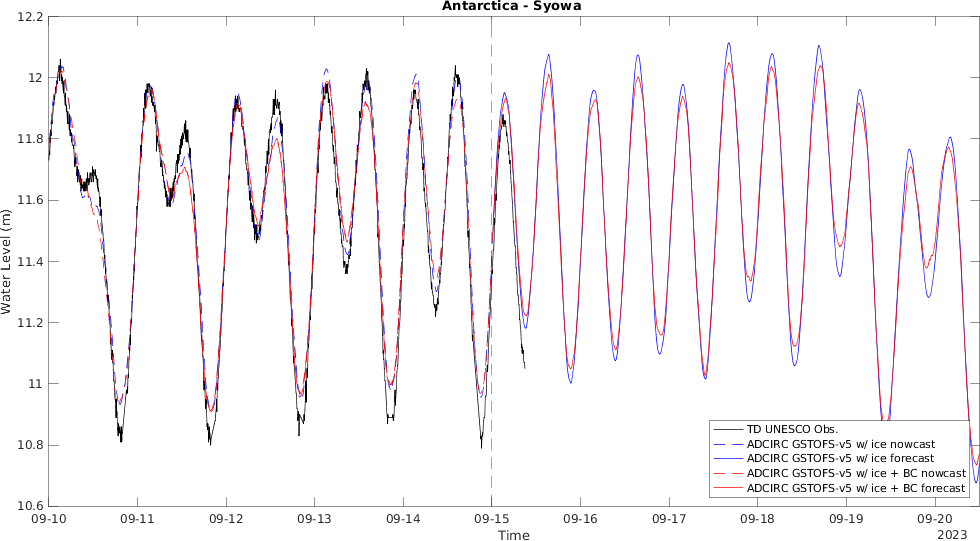 Antarctica - Syowa
Water Level (m)
12.2
12
11.8
11.6
11.4
11.2
11
10.8
10.6
TD UNESCO Obs.
ADCIRC GSTOFS-v5 w/ ice nowcast
ADCIRC GSTOFS-v5 w/ ice forecast
ADCIRC GSTOFS-v5 w/ ice + BC nowcast
ADCIRC GSTOFS-v5 w/ ice + BC forecast
09-10 09-11 09-12 09-13 09-14 09-15 09-16 09-17 09-18 09-19 09-20
Time
2023